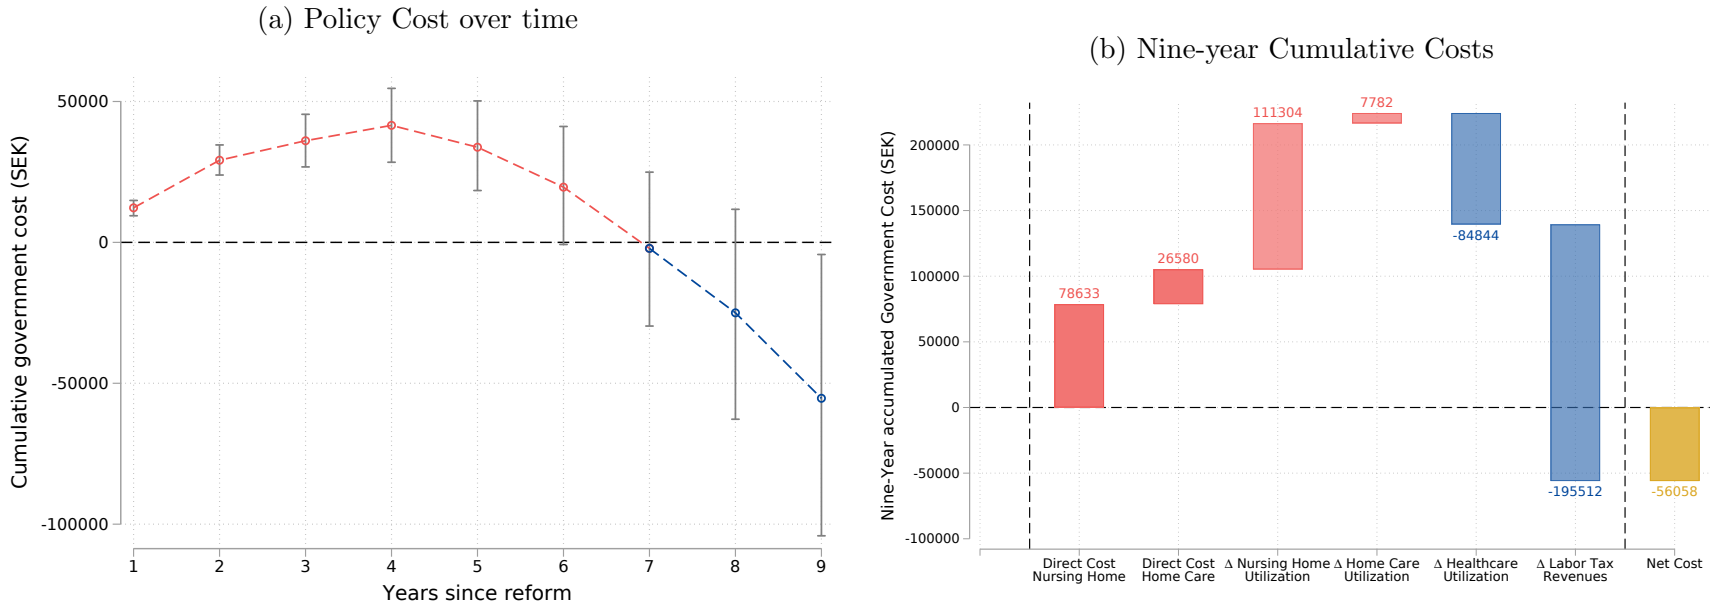 (a) Policy Cost over time
Cumulative government cost (SEK)
50000
0
-50000
-100000
1 2 3 4 5 6 7 8 9
Years since reform
(b) Nine-year Cumulative Costs
Nine-Year accumulated Government Cost (SEK)
200000
150000
100000
50000
0
-50000
-100000
78633
26580
111304
7782
-84844
-195512
-56058
Direct Cost
Nursing Home
Direct Cost
Home Care
Δ Nursing Home
Utilization
Δ Home Care
Utilization
Δ Healthcare
Utilization
Δ Labor Tax
Revenues
Net Cost